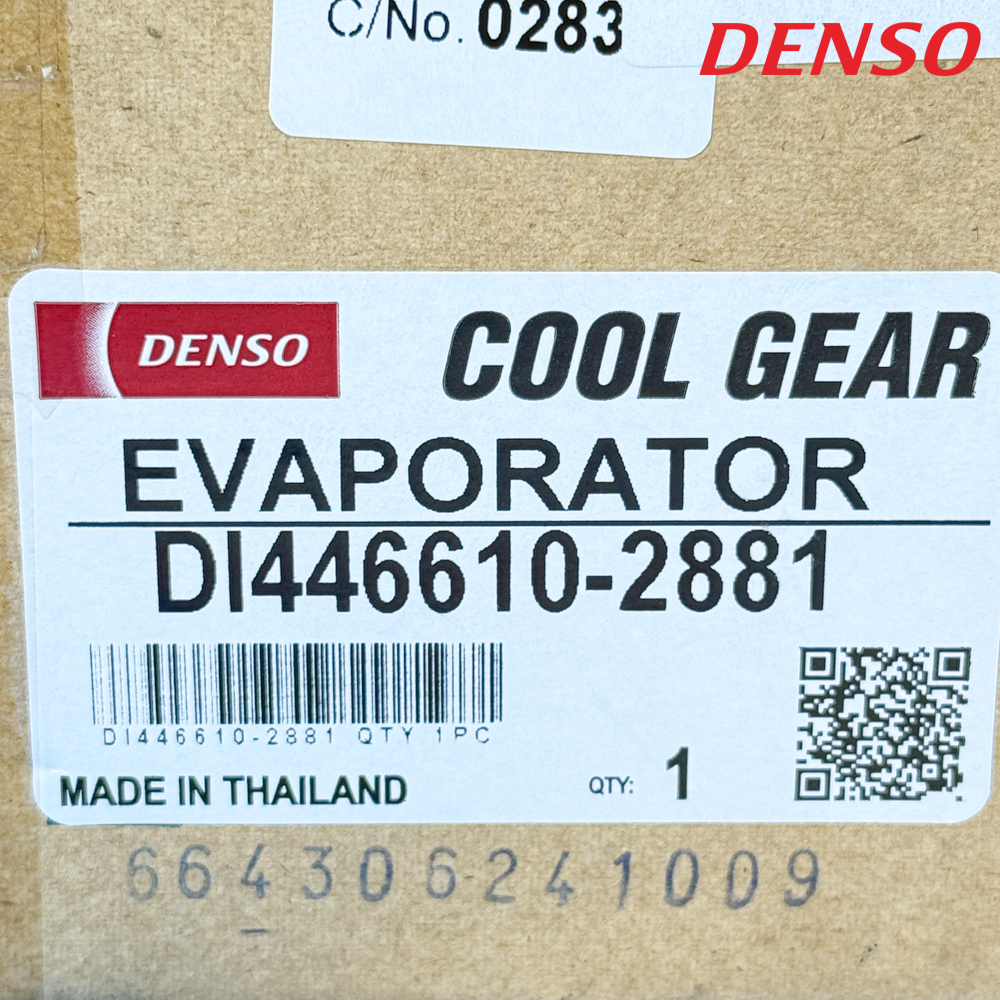 C/No. 0283
DENSO
DENSO
COOL GEAR
EVAPORATOR
DI446610-2881
DI446610-2881 QTY 1PC
MADE IN THAILAND
QTY: 1
664306241009